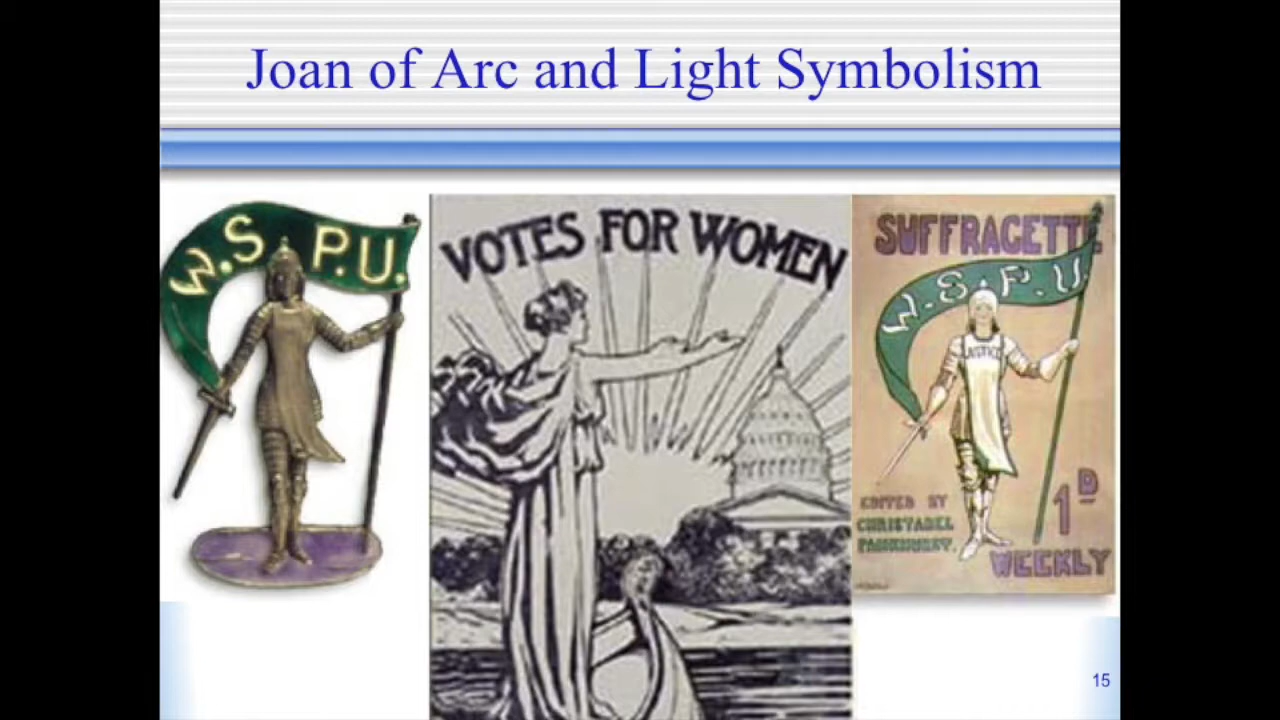 Joan of Arc and Light Symbolism
W.S.P.U.
VOTES FOR WOMEN
SUFFRAGETTE
W.S.P.U.
JUSTICE
EDITED BY
CHRISTABEL
PANKHURST.
1D
WEEKLY
15